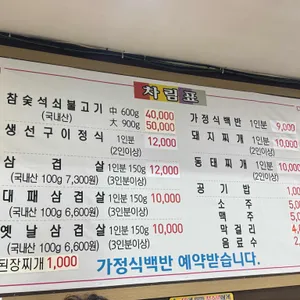 차림표
참숯석쇠불고기 中 600g 40,000
(국내산) 大 900g 50,000
생선구이정식 1인분 12,000
(2인이상)
삼겹살 1인분 150g 12,000
(국내산 100g 7,300원) (3인분이상)
대패삼겹살 1인분 150g 10,000
(국내산 100g 6,600원) (3인분이상)
옛날삼겹살 1인분 150g 10,000
(국내산 100g 6,600원) (3인분이상)
된장찌개 1,000
가정식백반 1인분 9,000
돼지찌개 1인분 10,000
(2인이상)
동태찌개 1인분 10,000
(2인이상)
공기밥
소주
맥주
막걸리
음료수
가정식백반 예약받습니다.